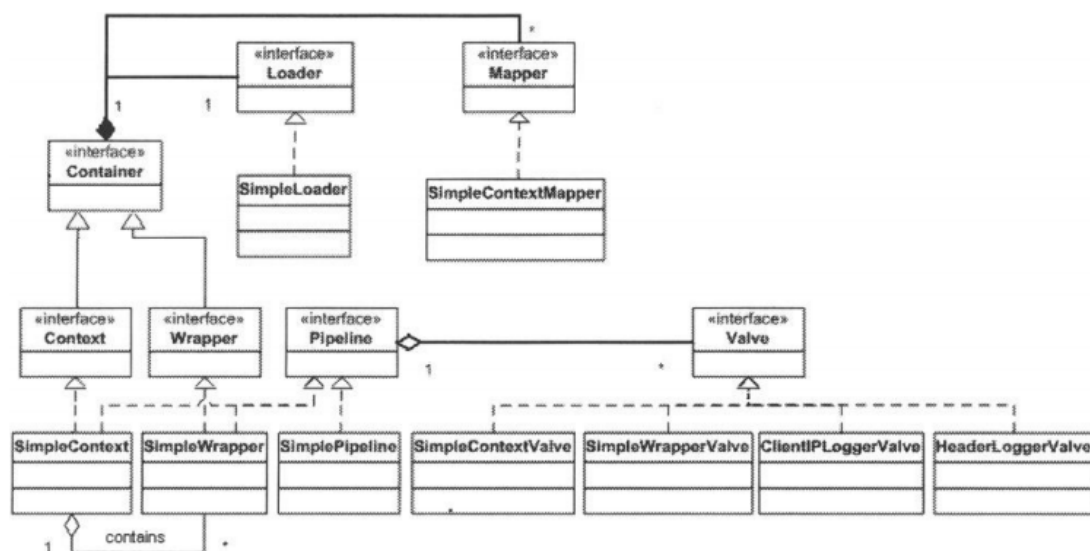 *
«interface»
Loader
«interface»
Mapper
1
1
«interface»
Container
SimpleLoader
SimpleContextMapper
«interface»
Context
«interface»
Wrapper
«interface»
Pipeline
«interface»
Valve
1
*
SimpleContext
SimpleWrapper
SimplePipeline
SimpleContextValve
SimpleWrapperValve
ClientIPLoggerValve
HeaderLoggerValve
contains
1
*